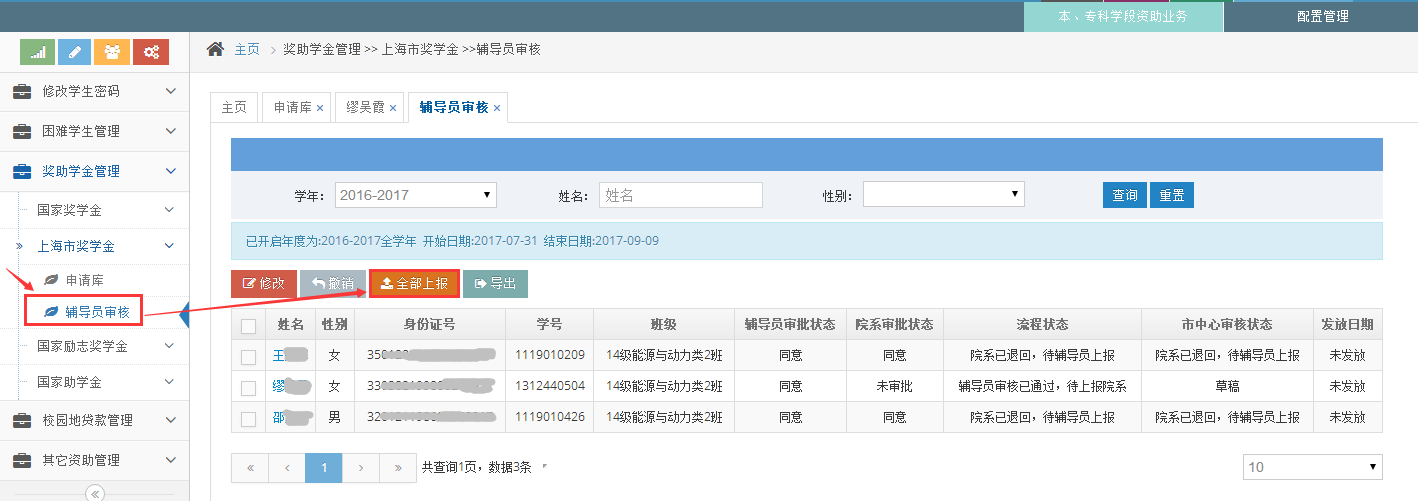 本、专科学段资助业务 配置管理
主页 奖助学金管理 >> 上海市奖学金 >>辅导员审核
修改学生密码
困难学生管理
奖助学金管理
国家奖学金
上海市奖学金
申请库
辅导员审核
国家励志奖学金
国家助学金
校园地贷款管理
其它资助管理
主页 申请库 × 缪吴霞 × 辅导员审核 ×
学年： 2016-2017 姓名： 姓名 性别： 查询 重置
已开启年度为:2016-2017全学年 开始日期:2017-07-31 结束日期:2017-09-09
修改 撤销 全部上报 导出
姓名 性别 身份证号 学号 班级 辅导员审批状态 院系审批状态 流程状态 市中心审核状态 发放日期
王 女 1119010209 14级能源与动力类2班 同意 同意 院系已退回，待辅导员上报 院系已退回，待辅导员上报 未发放
缪 女 1312440504 14级能源与动力类2班 同意 未审批 辅导员审核已通过，待上报院系 草稿 未发放
邵 男 1119010426 14级能源与动力类2班 同意 同意 院系已退回，待辅导员上报 院系已退回，待辅导员上报 未发放
« ‹ 1 › » 共查询1页，数据3条 10